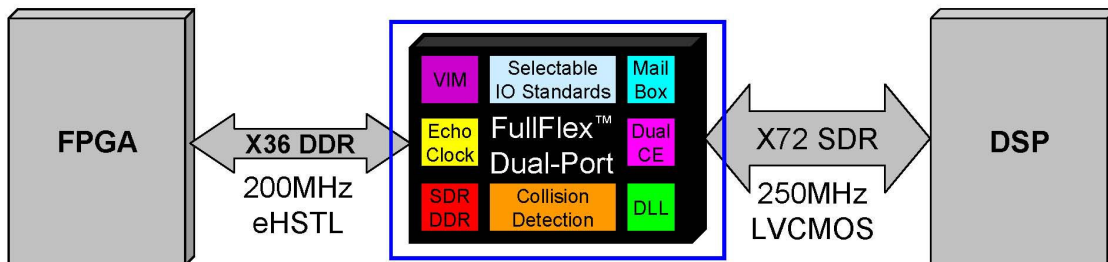 FPGA
X36 DDR
200MHz
eHSTL
VIM
Selectable
IO Standards
Mail
Box
Echo
Clock
FullFlex™
Dual-Port
Dual
CE
SDR
DDR
Collision
Detection
DLL
X72 SDR
250MHz
LVCMOS
DSP